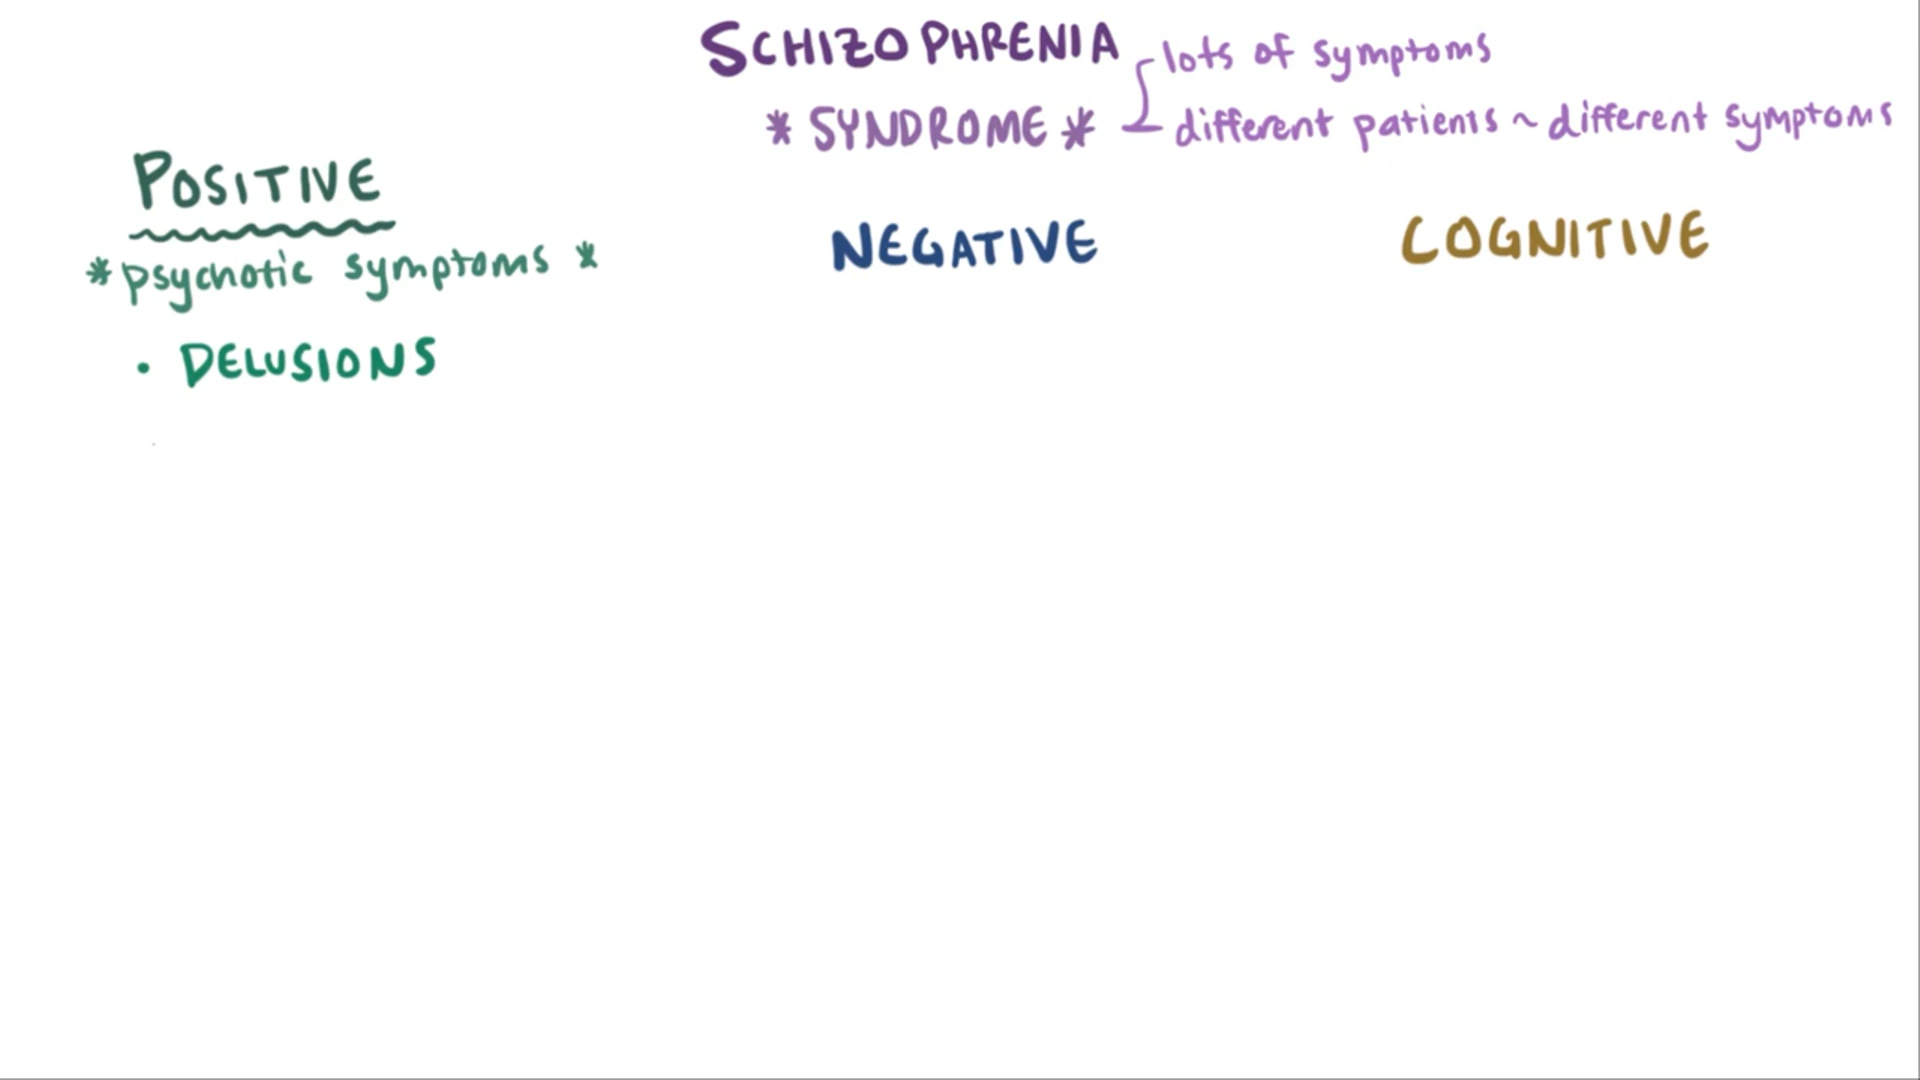 SCHIZOPHRENIA
lots of symptoms
* SYNDROME *
different patients ~ different symptoms
POSITIVE
* psychotic symptoms *
NEGATIVE
COGNITIVE
• DELUSIONS